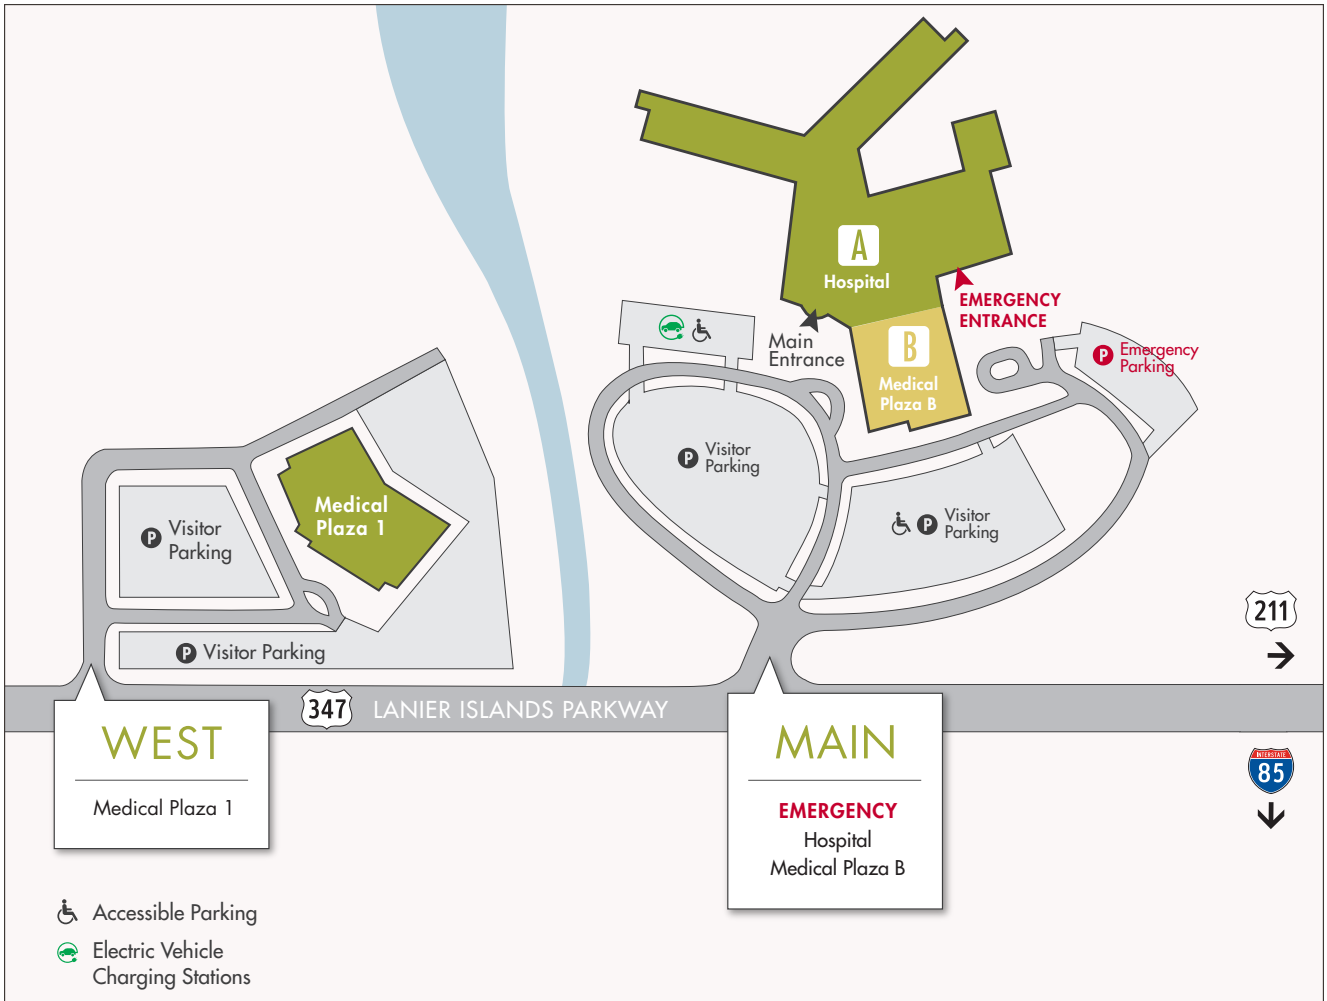 A
Hospital
EMERGENCY
ENTRANCE
Main
Entrance
B
Medical
Plaza B
P
Emergency
Parking
P
Visitor
Parking
P
Visitor
Parking
Medical
Plaza 1
P
Visitor
Parking
P
Visitor Parking
211
347
LANIER ISLANDS PARKWAY
WEST
Medical Plaza 1
MAIN
EMERGENCY
Hospital
Medical Plaza B
INTERSTATE
85
Accessible Parking
Electric Vehicle
Charging Stations